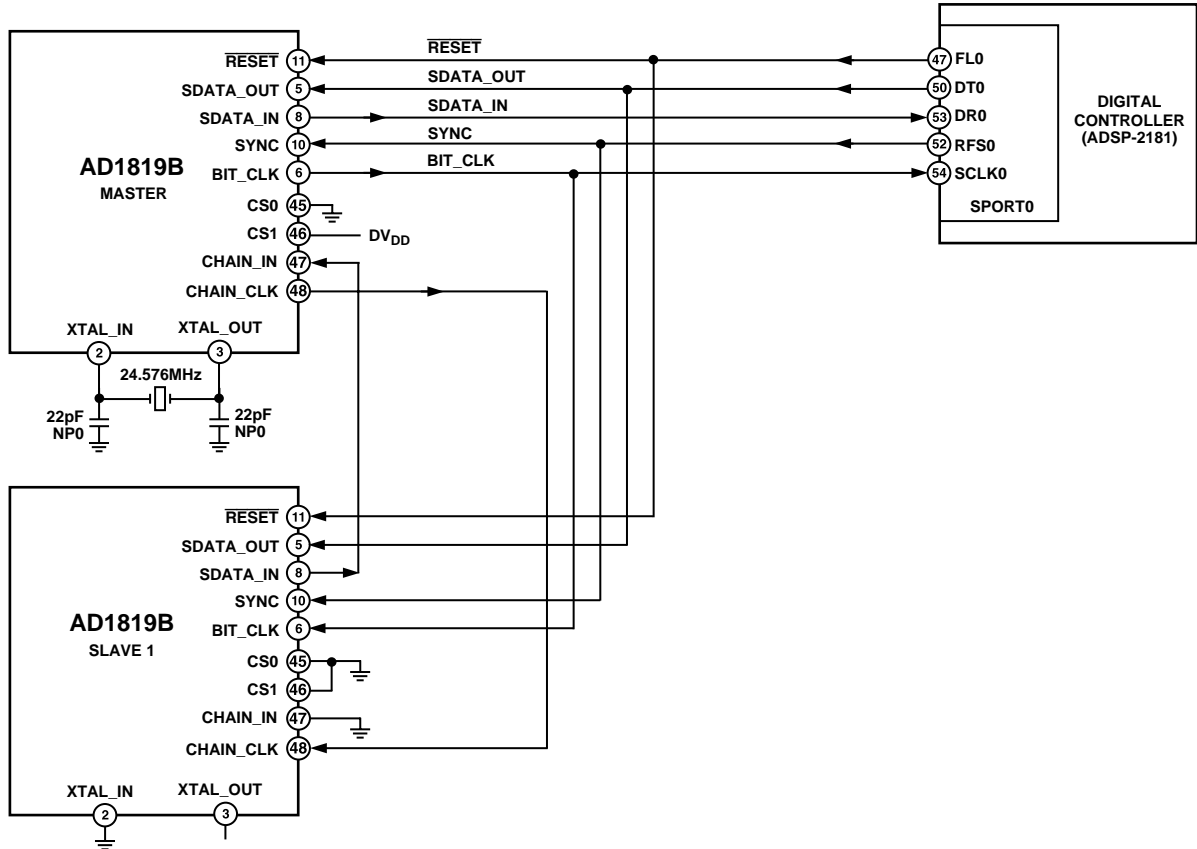 AD1819B
MASTER
RESET 11
SDATA_OUT 5
SDATA_IN 8
SYNC 10
BIT_CLK 6
CS0 45
CS1 46
DVDD
CHAIN_IN 47
CHAIN_CLK 48
XTAL_IN
2
XTAL_OUT
3
24.576MHz
22pF
NP0
22pF
NP0
RESET
SDATA_OUT
SDATA_IN
SYNC
BIT_CLK
47 FL0
50 DT0
53 DR0
52 RFS0
54 SCLK0
SPORT0
DIGITAL
CONTROLLER
(ADSP-2181)
AD1819B
SLAVE 1
RESET 11
SDATA_OUT 5
SDATA_IN 8
SYNC 10
BIT_CLK 6
CS0 45
CS1 46
CHAIN_IN 47
CHAIN_CLK 48
XTAL_IN
2
XTAL_OUT
3